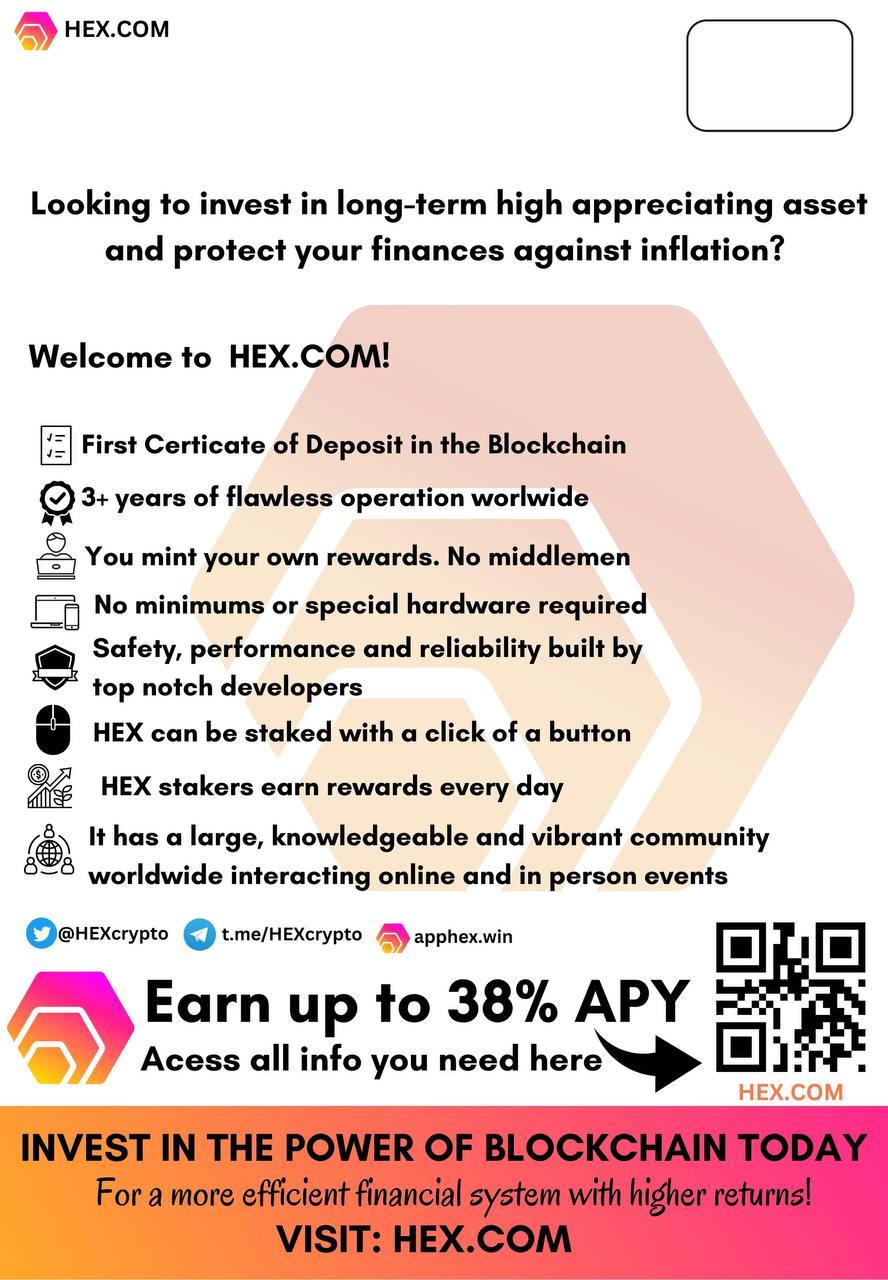 HEX.COM
Looking to invest in long-term high appreciating asset
and protect your finances against inflation?
Welcome to HEX.COM!
First Certicate of Deposit in the Blockchain
3+ years of flawless operation worlwide
You mint your own rewards. No middlemen
No minimums or special hardware required
Safety, performance and reliability built by
top notch developers
HEX can be staked with a click of a button
HEX stakers earn rewards every day
It has a large, knowledgeable and vibrant community
worldwide interacting online and in person events
@HEXcrypto t.me/HEXcrypto apphex.win
Earn up to 38% APY
Acess all info you need here
HEX.COM
INVEST IN THE POWER OF BLOCKCHAIN TODAY
For a more efficient financial system with higher returns!
VISIT: HEX.COM